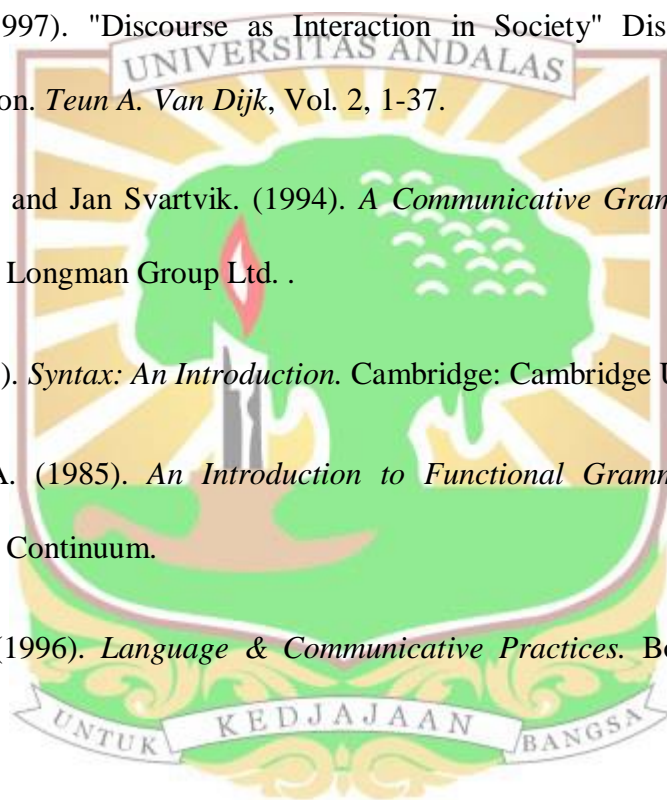 997). "Discourse as Interaction in Society" Dis
UNIVERSITAS ANDALAS
on. Teun A. Van Dijk, Vol. 2, 1-37.
and Jan Svartvik. (1994). A Communicative Gram
Longman Group Ltd. .
). Syntax: An Introduction. Cambridge: Cambridge U
A. (1985). An Introduction to Functional Gramm
Continuum.
(1996). Language & Communicative Practices. Bo
UNTUK KEDJAJAAN BANGSA